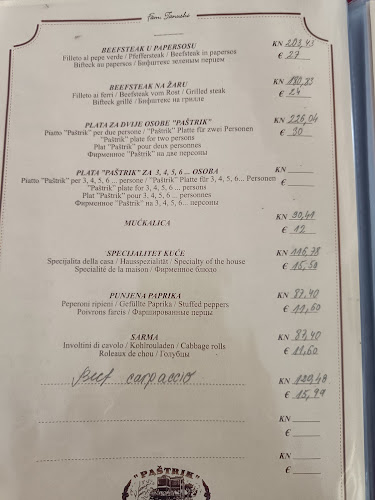 BEEFSTEAK U PAPERSOSU KN 203,43
Filleto al pepe verde / Pfeffersteak / Beefsteak in papersos € 27
Bifteck au papersos / Бифштекс зеленым перцем
BEEFSTEAK NA ŽARU KN 180,83
Filleto ai ferri / Beefsteak vom Rost / Grilled steak € 24
Bifteck grillé / Бифштекс на грилле
PLATA ZA DVIJE OSOBE "PAŠTRIK" KN 226,04
Piatto "Paštrik" per due persone / "Paštrik" Platte für zwei Personen € 30
"Paštrik" plate for two persons
Plat "Paštrik" pour deux personnes
Фирменное "Paštrik" на две персоны
PLATA "PAŠTRIK" ZA 3, 4, 5, 6... OSOBA KN
Piatto "Paštrik" per 3, 4, 5, 6 ... persone / "Paštrik" Platte für 3, 4, 5, 6... Personen €
"Paštrik" plate for 3, 4, 5, 6 ... persons
Plat "Paštrik" pour 3, 4, 5, 6... personnes
Фирменное "Paštrik" на 3, 4, 5, 6... персоны
MUĆKALICA KN 90,41
€ 12
SPECIJALITET KUĆE KN 116,78
Specijalita della casa / Hausspezialität / Specialty of the house € 15,50
Specialité de la maison / Фирменное блюдо
PUNJENA PAPRIKA KN 87,40
Peperoni ripieni / Gefüllte Paprika / Stuffed peppers € 11,60
Poivrons farcis / Фаршированные перцы
SARMA KN 87,40
Involtini di cavolo / Kohlrouladen / Cabbage rolls € 11,60
Roleaux de chou / Голубцы
Beef carpaccio KN 120,48
€ 15,99
KN
€
KN
€
"PAŠTRIK"